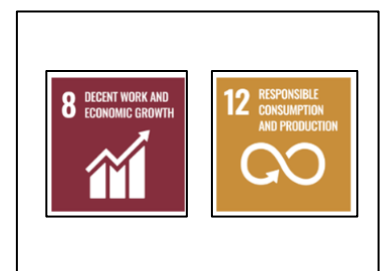 8 DECENT WORK AND
ECONOMIC GROWTH
12 RESPONSIBLE
CONSUMPTION
AND PRODUCTION